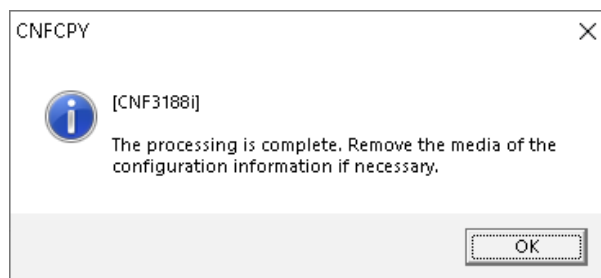 CNFCPY
[CNF3188i]
The processing is complete. Remove the media of the
configuration information if necessary.
OK